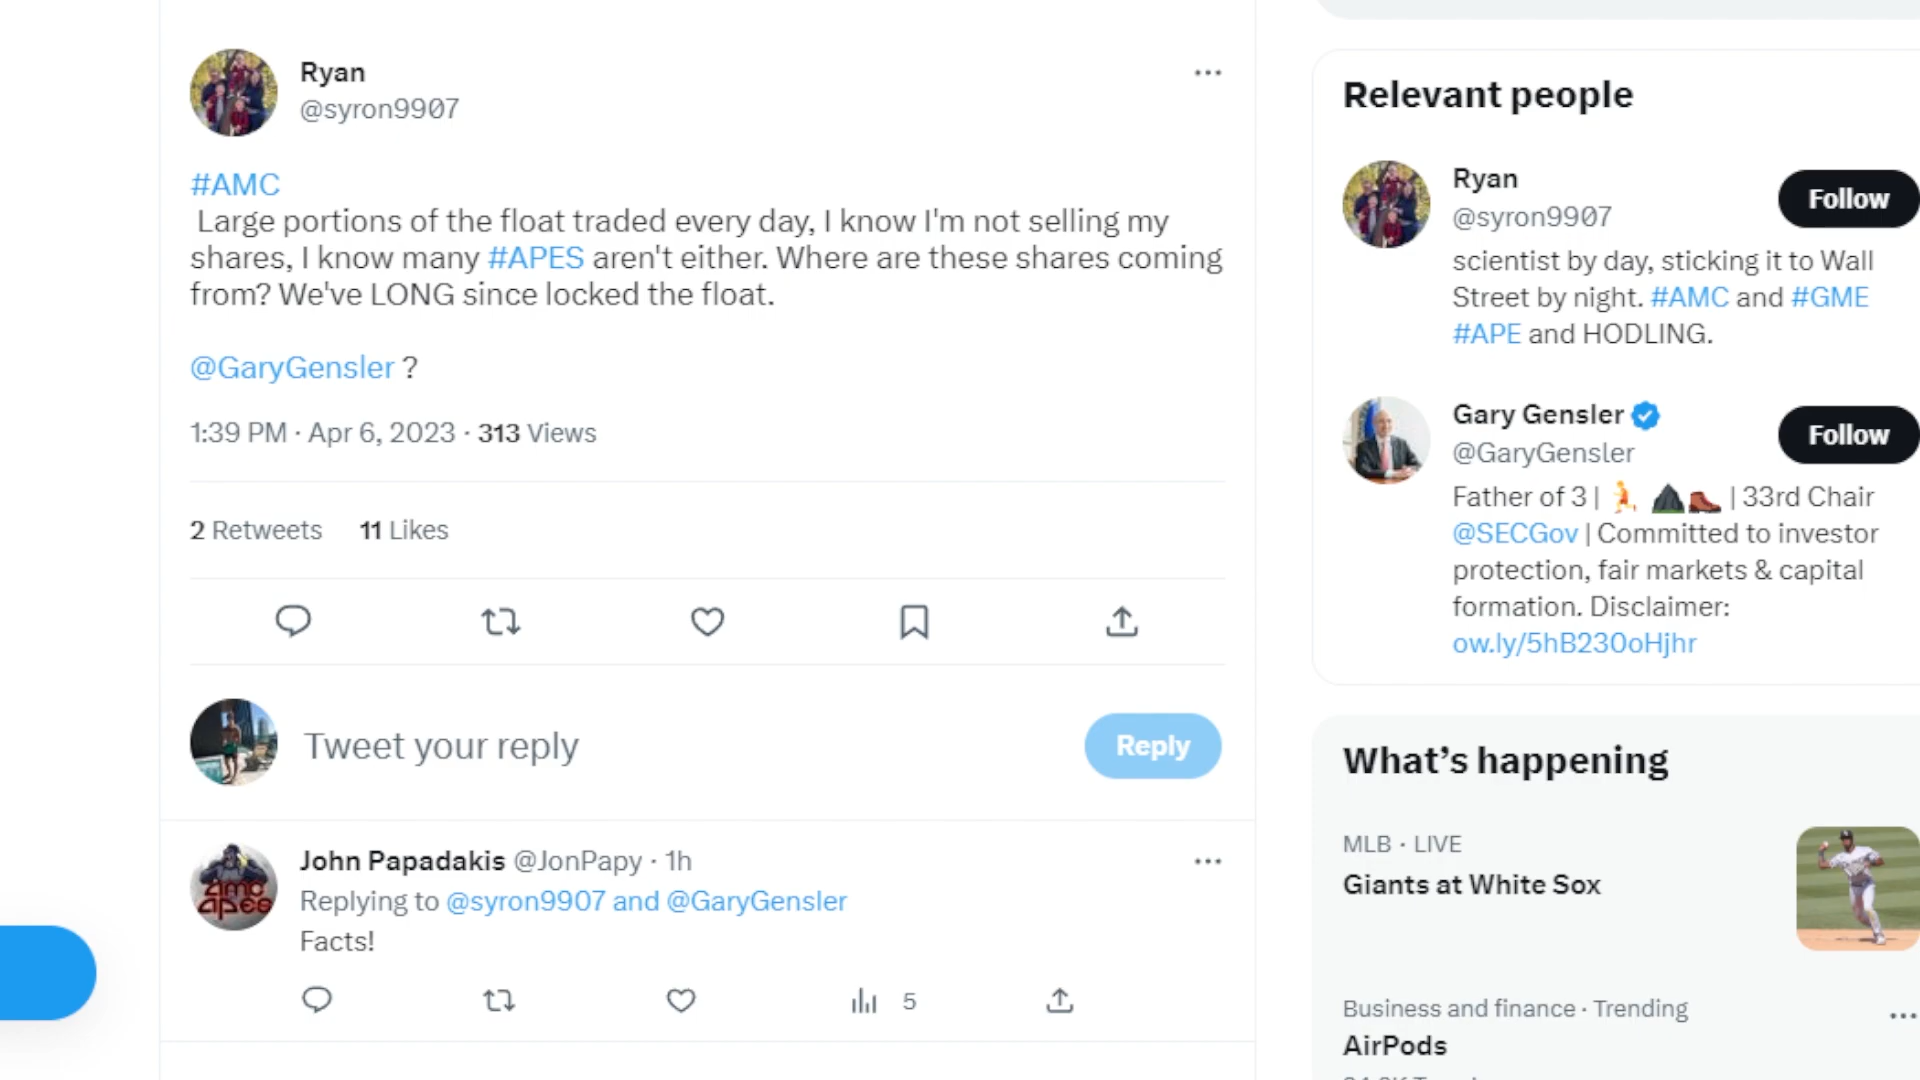 Ryan
@syron9907
#AMC
Large portions of the float traded every day, I know I'm not selling my
shares, I know many #APES aren't either. Where are these shares coming
from? We've LONG since locked the float.
@GaryGensler ?
1:39 PM · Apr 6, 2023 · 313 Views
2 Retweets 11 Likes
Tweet your reply
Reply
John Papadakis @JonPapy · 1h
Replying to @syron9907 and @GaryGensler
Facts!
5
amc
apes
Relevant people
Ryan
@syron9907
Follow
scientist by day, sticking it to Wall
Street by night. #AMC and #GME
#APE and HODLING.
Gary Gensler
@GaryGensler
Follow
Father of 3 | 🏃 ⛰️🥾 | 33rd Chair
@SECGov | Committed to investor
protection, fair markets & capital
formation. Disclaimer:
ow.ly/5hB230oHjhr
What's happening
MLB · LIVE
Giants at White Sox
Business and finance · Trending
AirPods